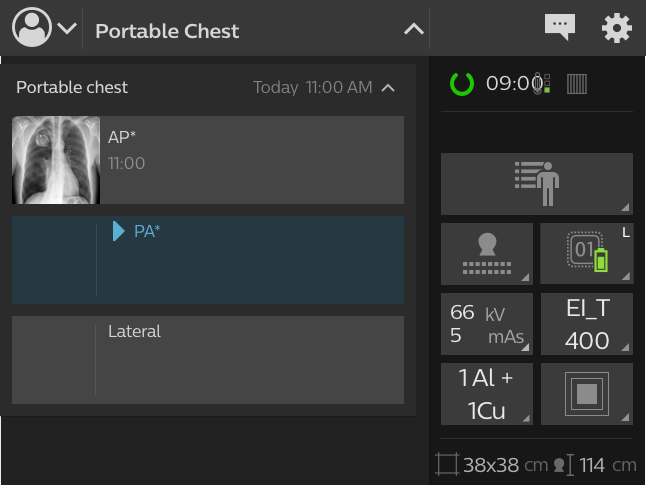 Portable Chest
Portable chest Today 11:00 AM
AP*
11:00
PA*
Lateral
09:00
01
L
66 kV
5 mAs
EI_T
400
1 Al +
1Cu
38x38 cm 114 cm